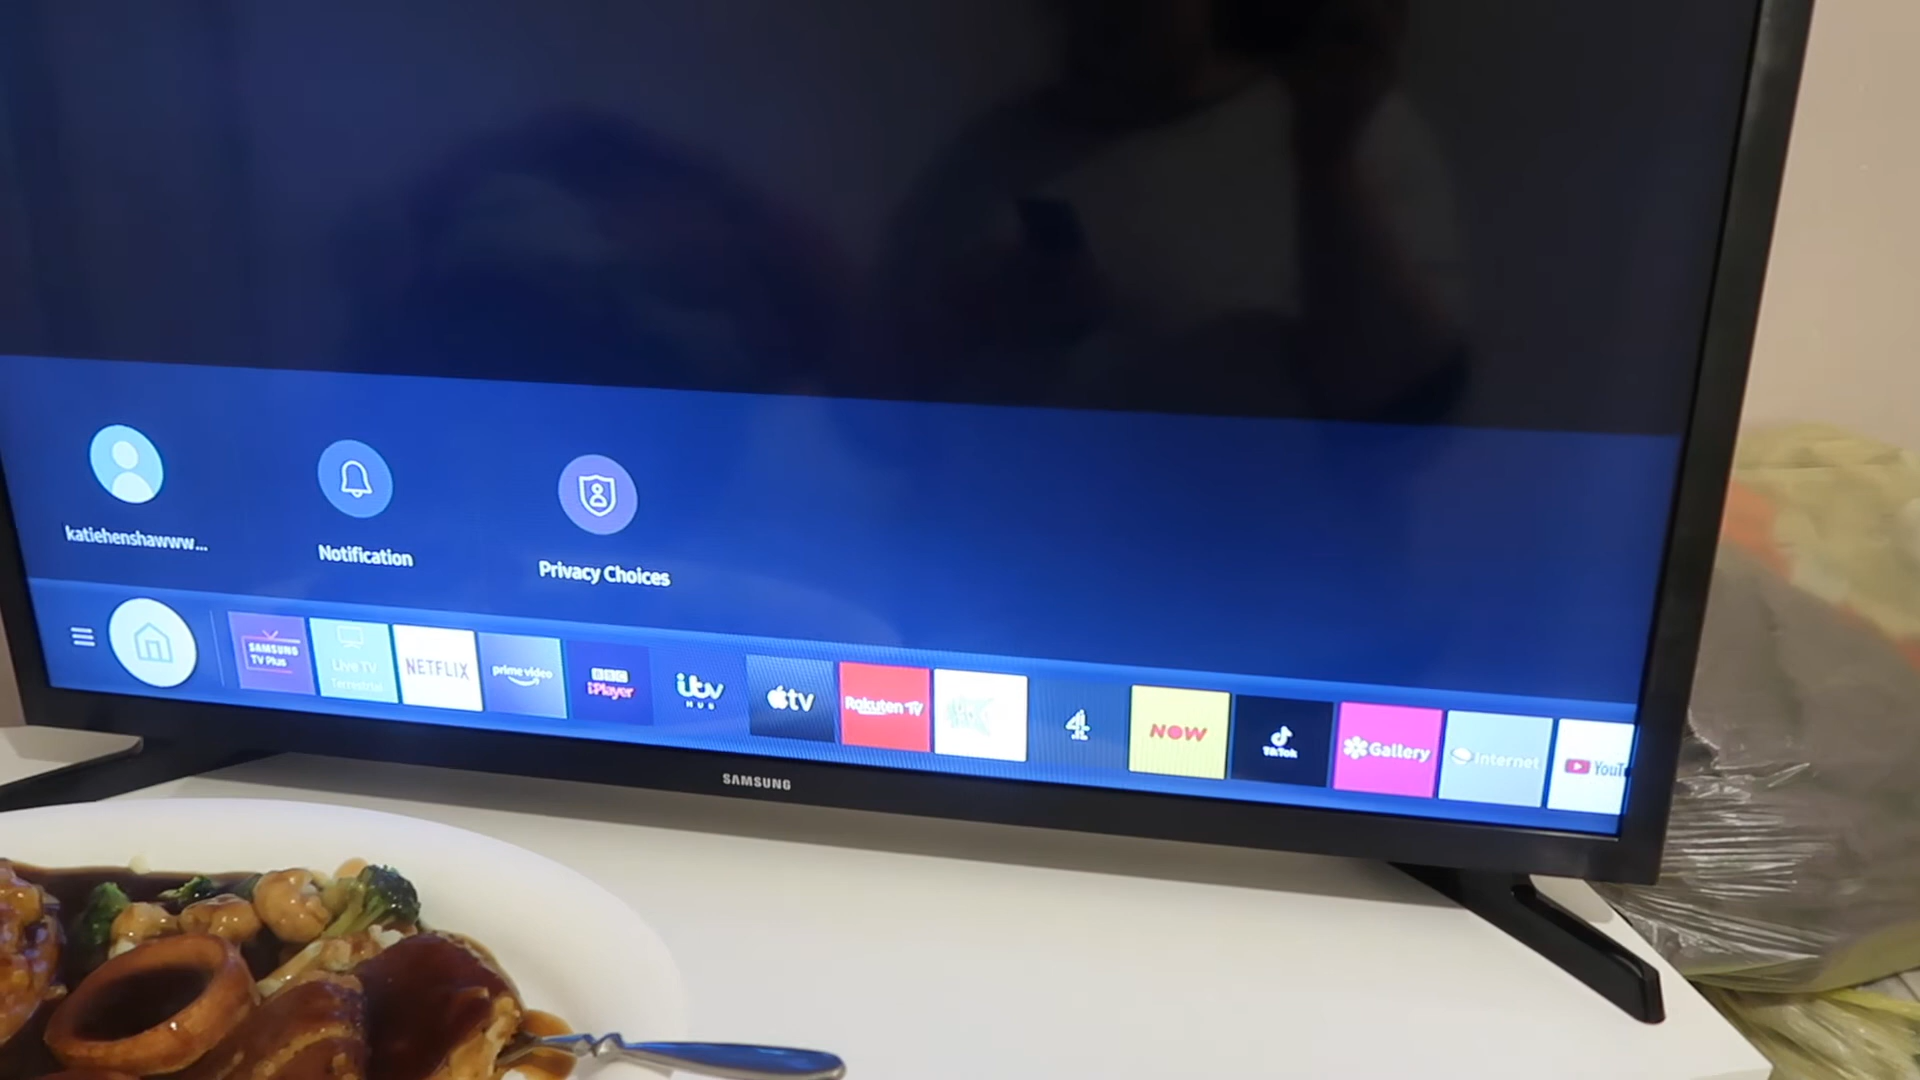 katiehenshawww...
Notification
Privacy Choices
SAMSUNG
TV Plus
Live TV
Terrestrial
NETFLIX
prime video
BBC
iPlayer
itv
HUB
tv
Rakuten TV
4
NOW
TikTok
Gallery
Internet
YouT
SAMSUNG